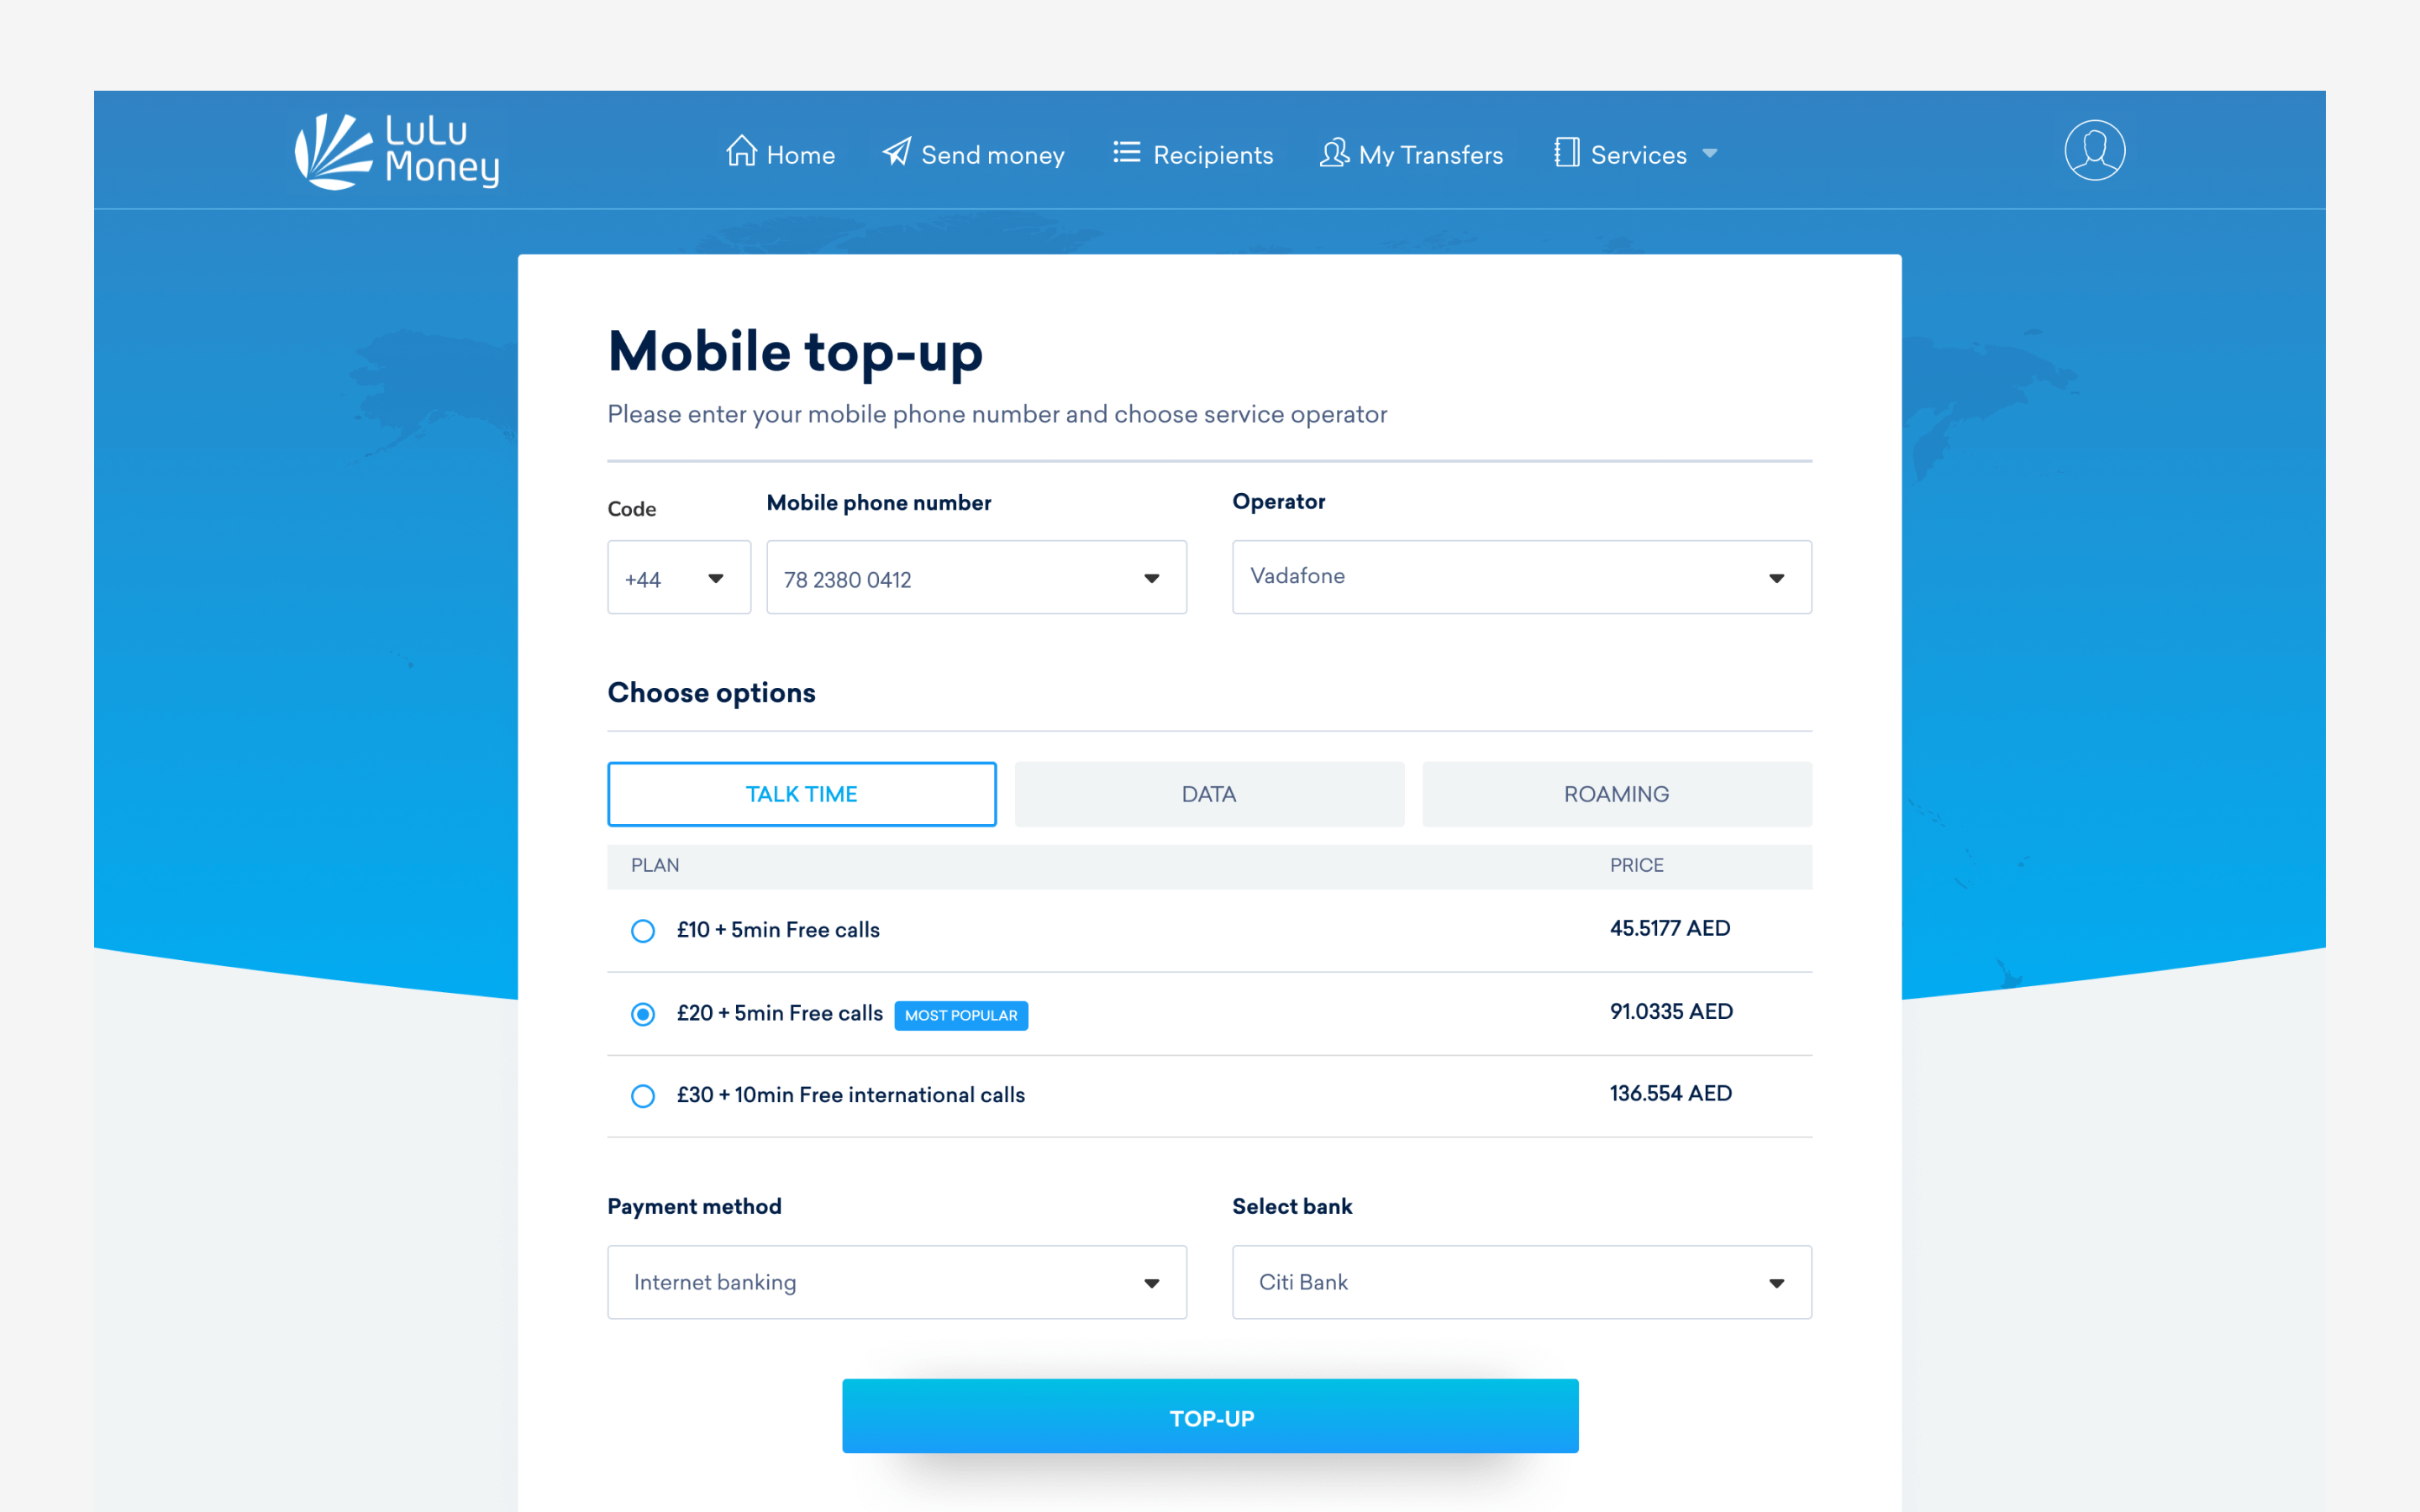 LuLu
Money
Home
Send money
Recipients
My Transfers
Services
Mobile top-up
Please enter your mobile phone number and choose service operator
Code
Mobile phone number
Operator
+44
78 2380 0412
Vadafone
Choose options
TALK TIME
DATA
ROAMING
PLAN
PRICE
£10 + 5min Free calls
45.5177 AED
£20 + 5min Free calls
MOST POPULAR
91.0335 AED
£30 + 10min Free international calls
136.554 AED
Payment method
Select bank
Internet banking
Citi Bank
TOP-UP